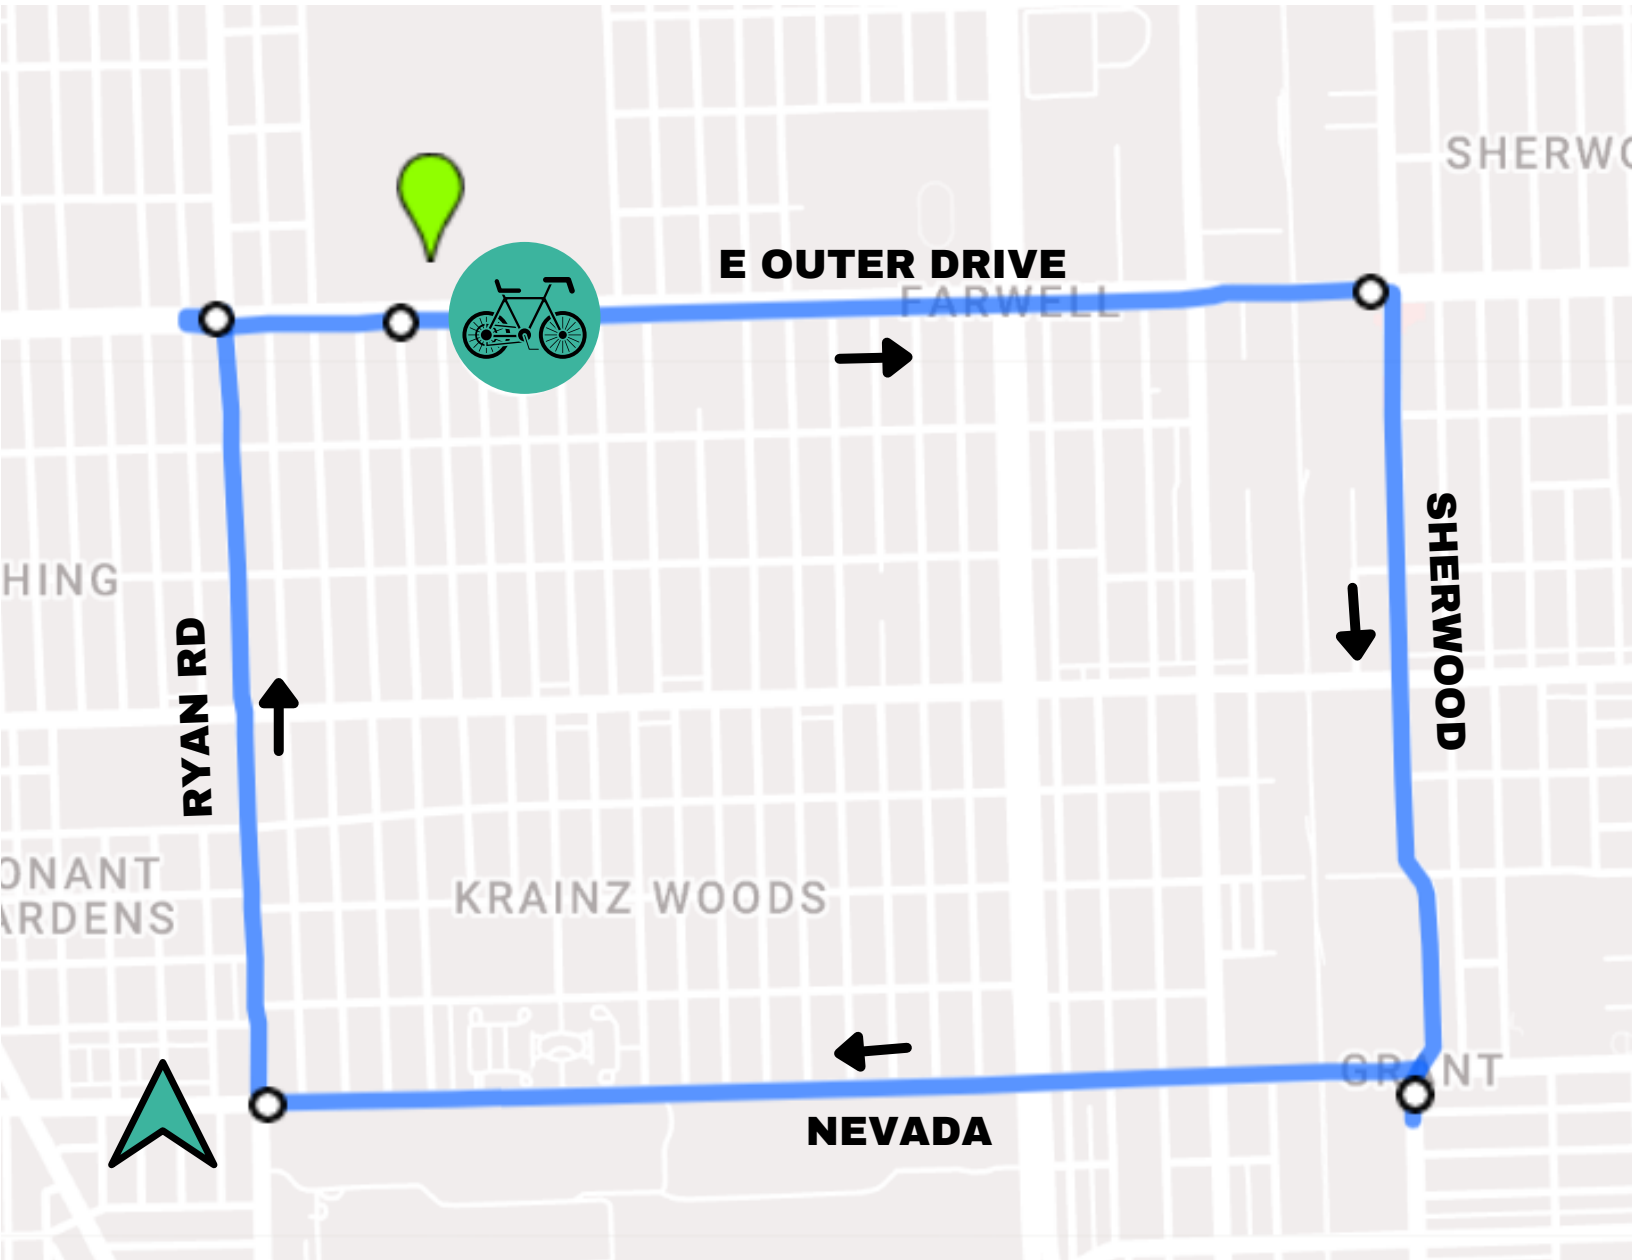 SHERWO
E OUTER DRIVE
FARWELL
SHERWOOD
HING
RYAN RD
ONANT
ARDENS
KRAINZ WOODS
GRANT
NEVADA